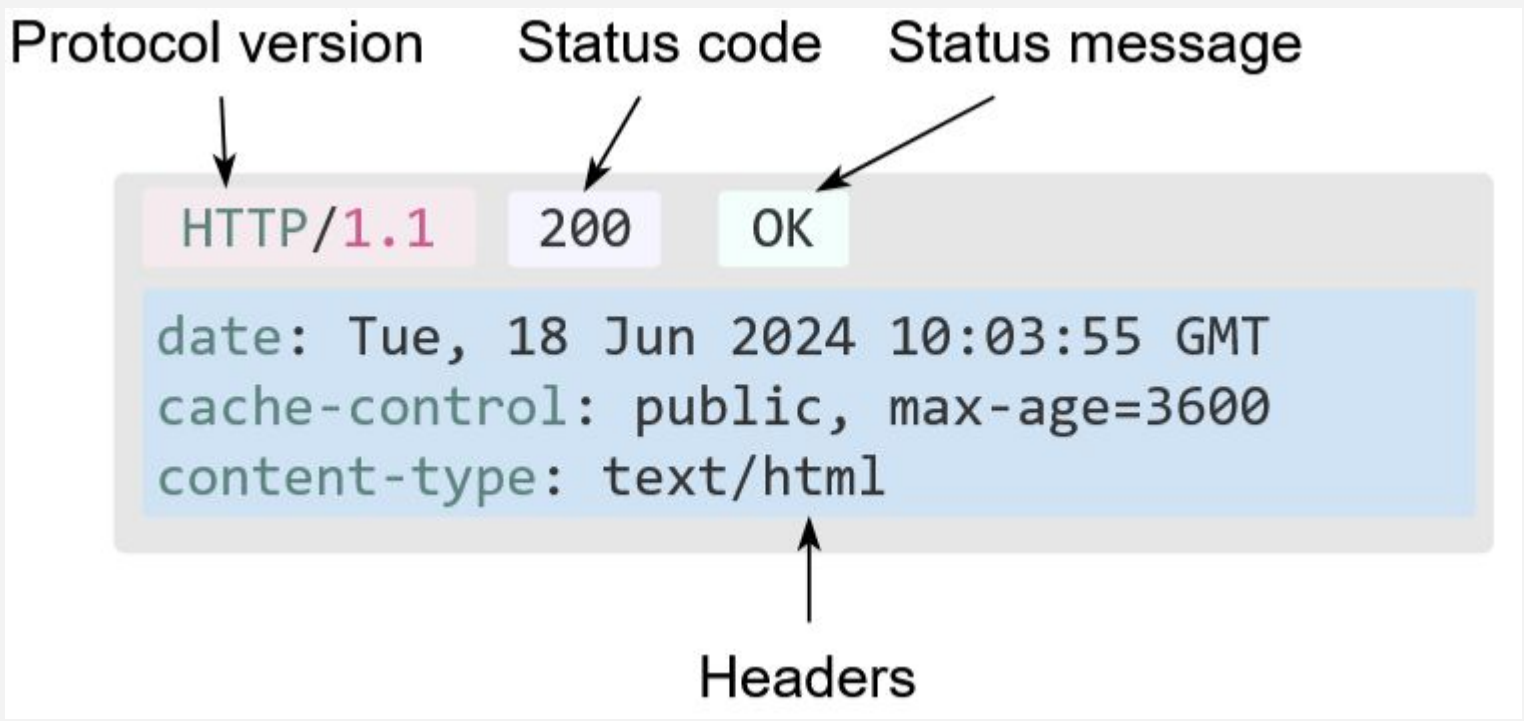 Protocol version Status code Status message
HTTP/1.1 200 OK
date: Tue, 18 Jun 2024 10:03:55 GMT
cache-control: public, max-age=3600
content-type: text/html
Headers